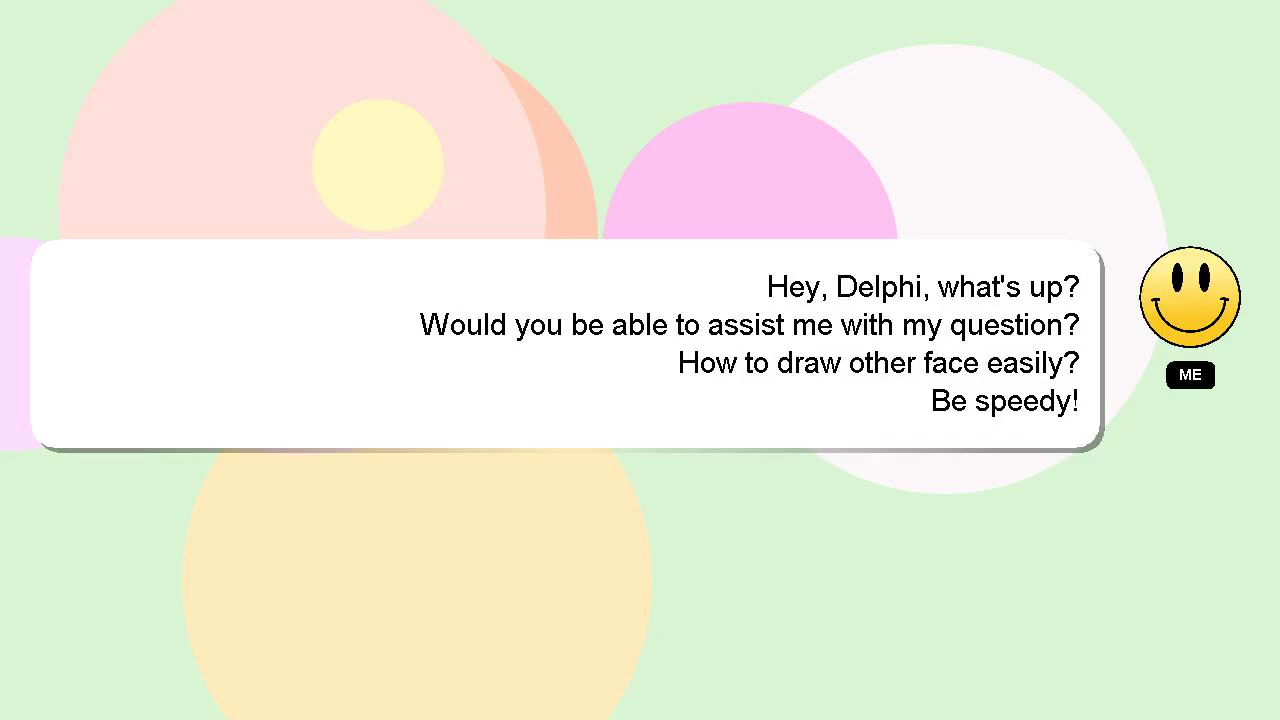 Hey, Delphi, what's up?
Would you be able to assist me with my question?
How to draw other face easily?
Be speedy!
ME